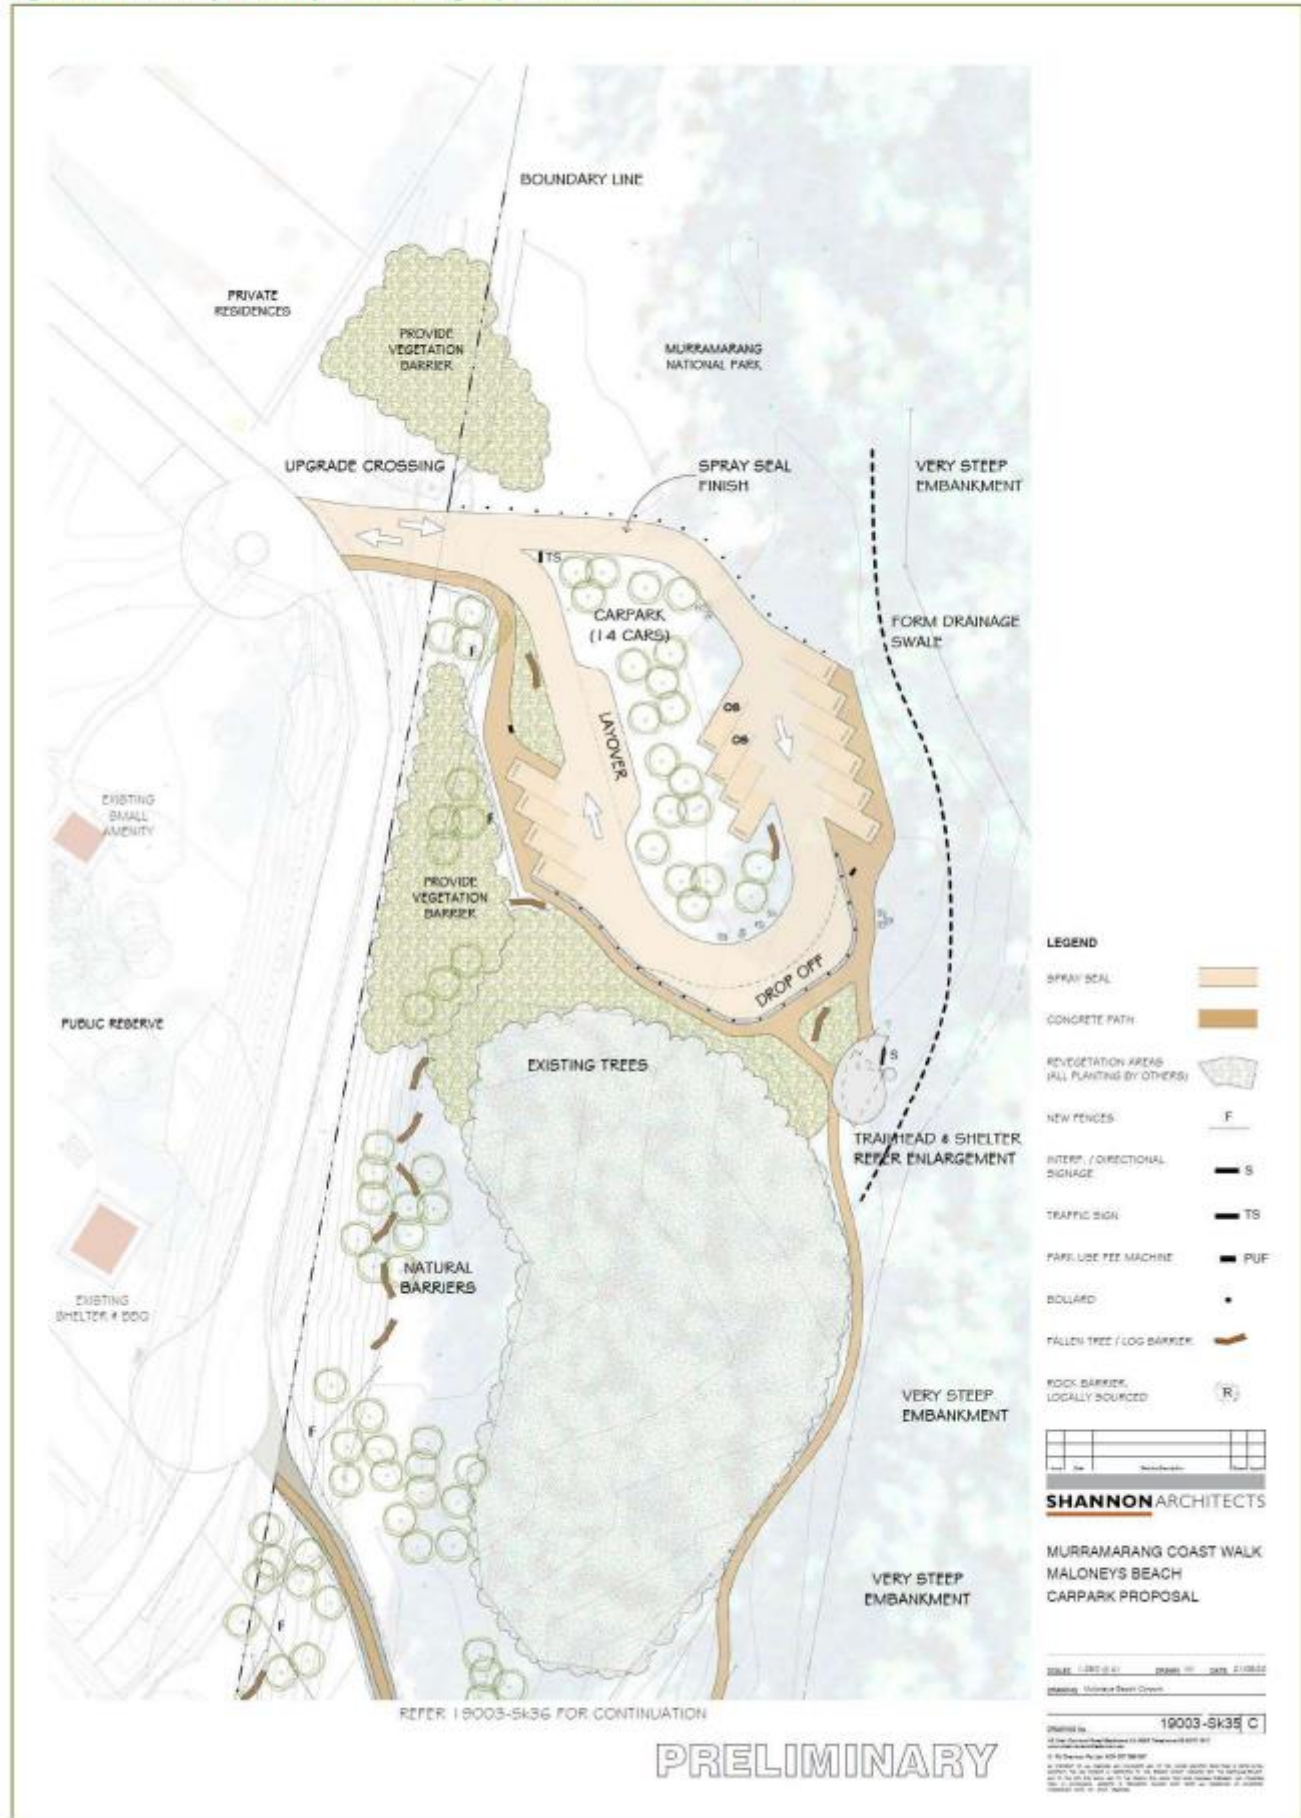 BOUNDARY LINE
PRIVATE
RESIDENCES
PROVIDE
VEGETATION
BARRIER
MURRAMARANG
NATIONAL PARK
UPGRADE CROSSING
SPRAY SEAL
FINISH
VERY STEEP
EMBANKMENT
TS
CARPARK
(14 CARS)
FORM DRAINAGE
SWALE
F
LAYOVER
OB
OB
EXISTING
SMALL
AMENITY
F
PROVIDE
VEGETATION
BARRIER
DROP OFF
PUBLIC RESERVE
EXISTING TREES
S
TRAILHEAD & SHELTER
REFER ENLARGEMENT
NATURAL
BARRIERS
EXISTING
SHELTER & BBQ
VERY STEEP
EMBANKMENT
F
VERY STEEP
EMBANKMENT
F
REFER 19003-Sk36 FOR CONTINUATION
PRELIMINARY
LEGEND
SPRAY SEAL
CONCRETE PATH
REVEGETATION AREAS
(ALL PLANTING BY OTHERS)
NEW FENCES F
INTERP. / DIRECTIONAL
SIGNAGE S
TRAFFIC SIGN TS
PARK USE FEE MACHINE PUF
BOLLARD
FALLEN TREE / LOG BARRIER
ROCK BARRIER,
LOCALLY SOURCED R
SHANNON ARCHITECTS
MURRAMARANG COAST WALK
MALONEYS BEACH
CARPARK PROPOSAL
19003-Sk35 C